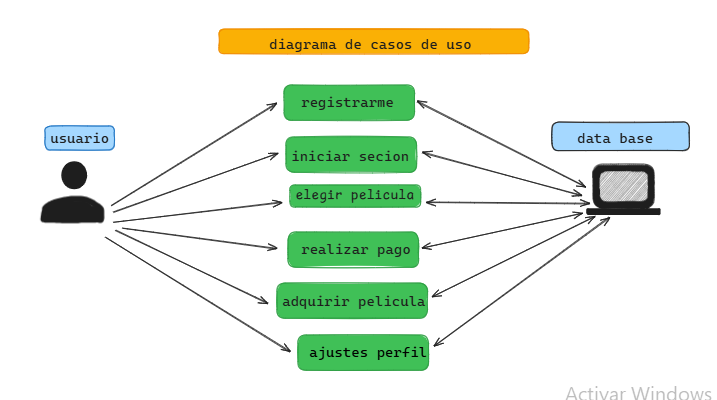 diagrama de casos de uso
registrarme
usuario
data base
iniciar secion
elegir pelicula
realizar pago
adquirir pelicula
ajustes perfil
Activar Windows